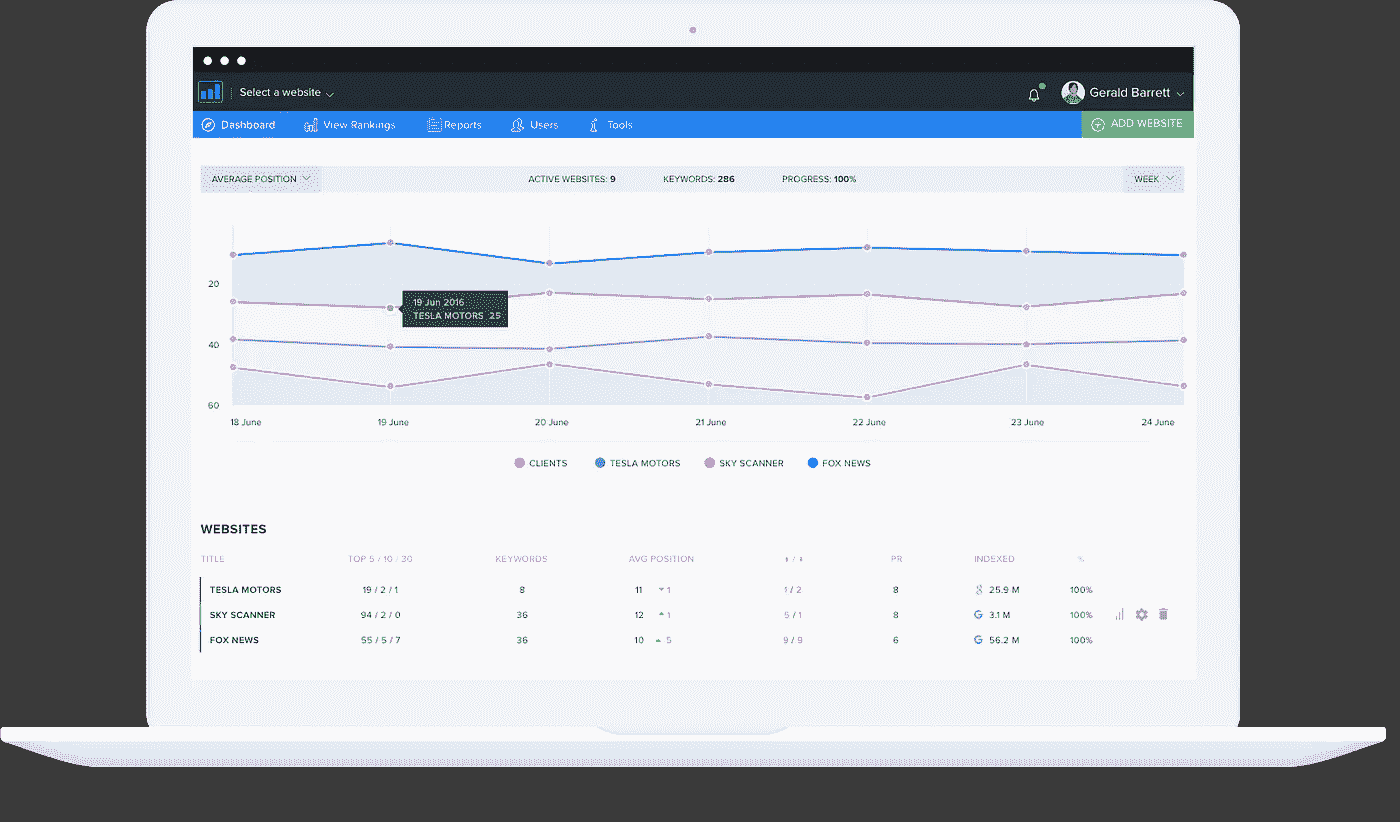 Select a website
Gerald Barrett
Dashboard View Rankings Reports Users Tools ADD WEBSITE
AVERAGE POSITION ACTIVE WEBSITES: 9 KEYWORDS: 286 PROGRESS: 100% WEEK
20
19 Jun 2016
TESLA MOTORS 25
40
60
18 June 19 June 20 June 21 June 22 June 23 June 24 June
CLIENTS TESLA MOTORS SKY SCANNER FOX NEWS
WEBSITES
TITLE TOP 5 / 10 / 30 KEYWORDS AVG POSITION / PR INDEXED %
TESLA MOTORS 19 / 2 / 1 8 11 1 1 / 2 8 25.9 M 100%
SKY SCANNER 94 / 2 / 0 36 12 1 5 / 1 8 G 3.1 M 100%
FOX NEWS 55 / 5 / 7 36 10 5 9 / 9 6 G 56.2 M 100%